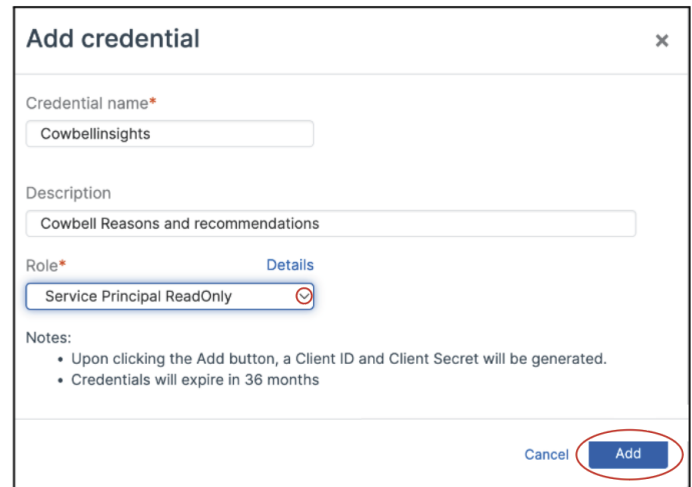 Add credential
Credential name*
Cowbellinsights
Description
Cowbell Reasons and recommendations
Role* Details
Service Principal ReadOnly
Notes:
• Upon clicking the Add button, a Client ID and Client Secret will be generated.
• Credentials will expire in 36 months
Cancel Add